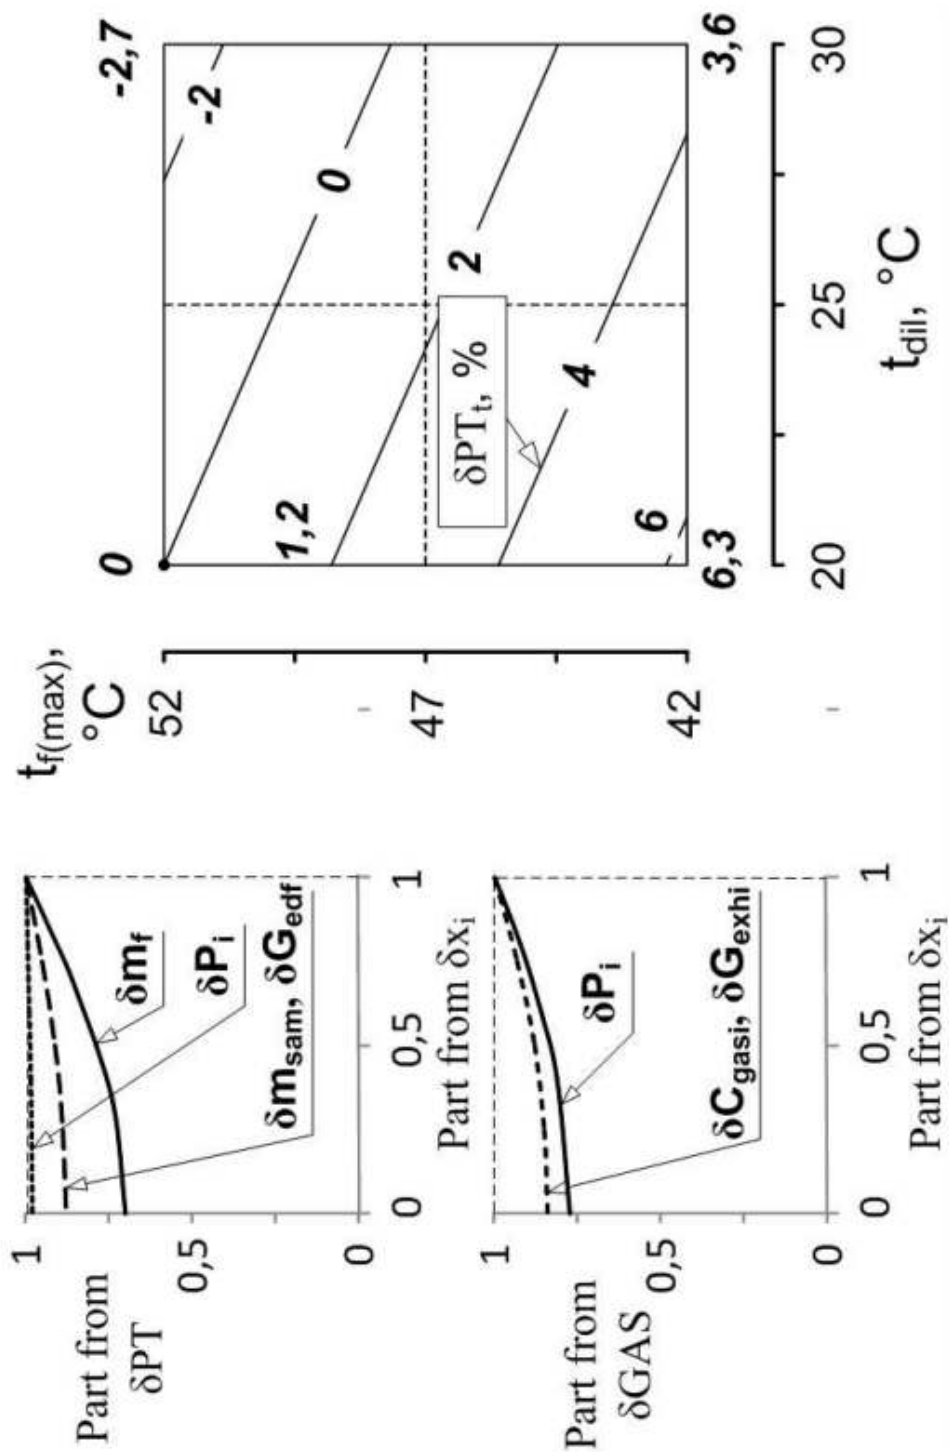 t_f(max),
°C
52
47
42
0
-2,7
-2
0
1,2
2
δPT_t, %
4
6
6,3
3,6
20
25
30
t_dil, °C
Part from
δPT
1
0,5
0
δm_f
δP_i
δm_sam, δG_edf
0
0,5
1
Part from δx_i
Part from
δGAS
1
0,5
0
δP_i
δC_gasi, δG_exhi
0
0,5
1
Part from δx_i